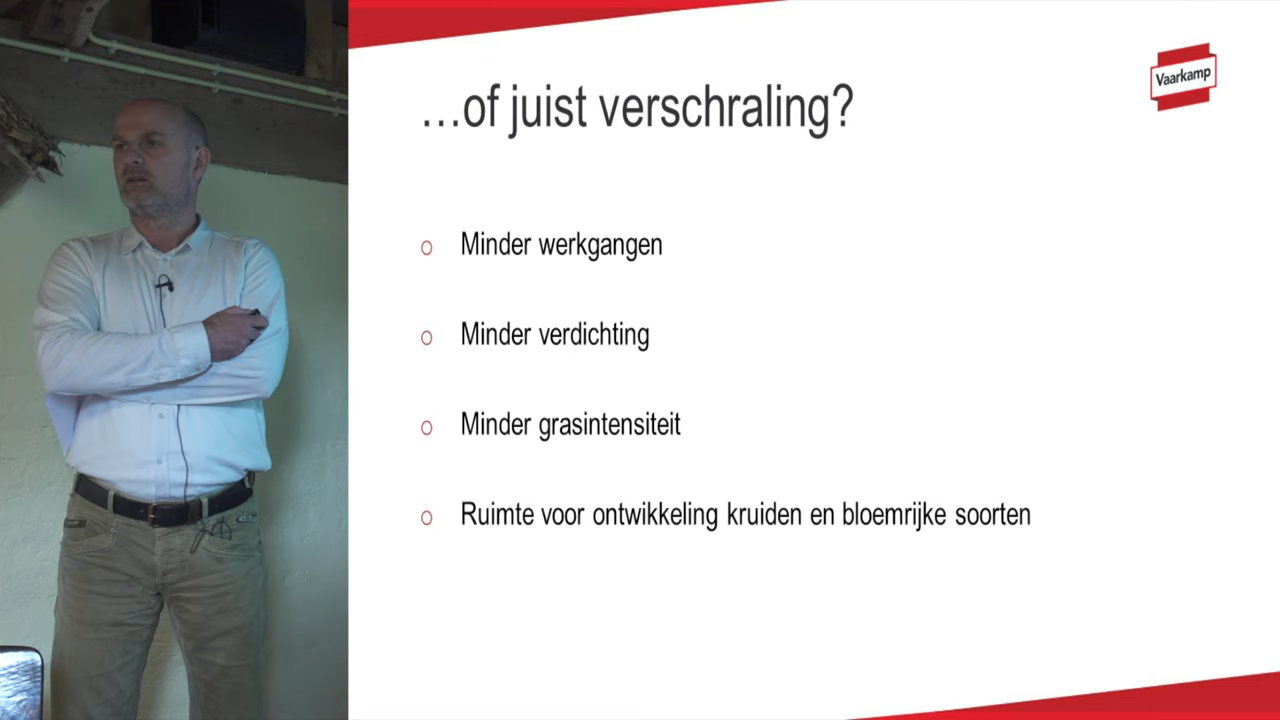 …of juist verschraling?
Vaarkamp
Minder werkgangen
Minder verdichting
Minder grasintensiteit
Ruimte voor ontwikkeling kruiden en bloemrijke soorten